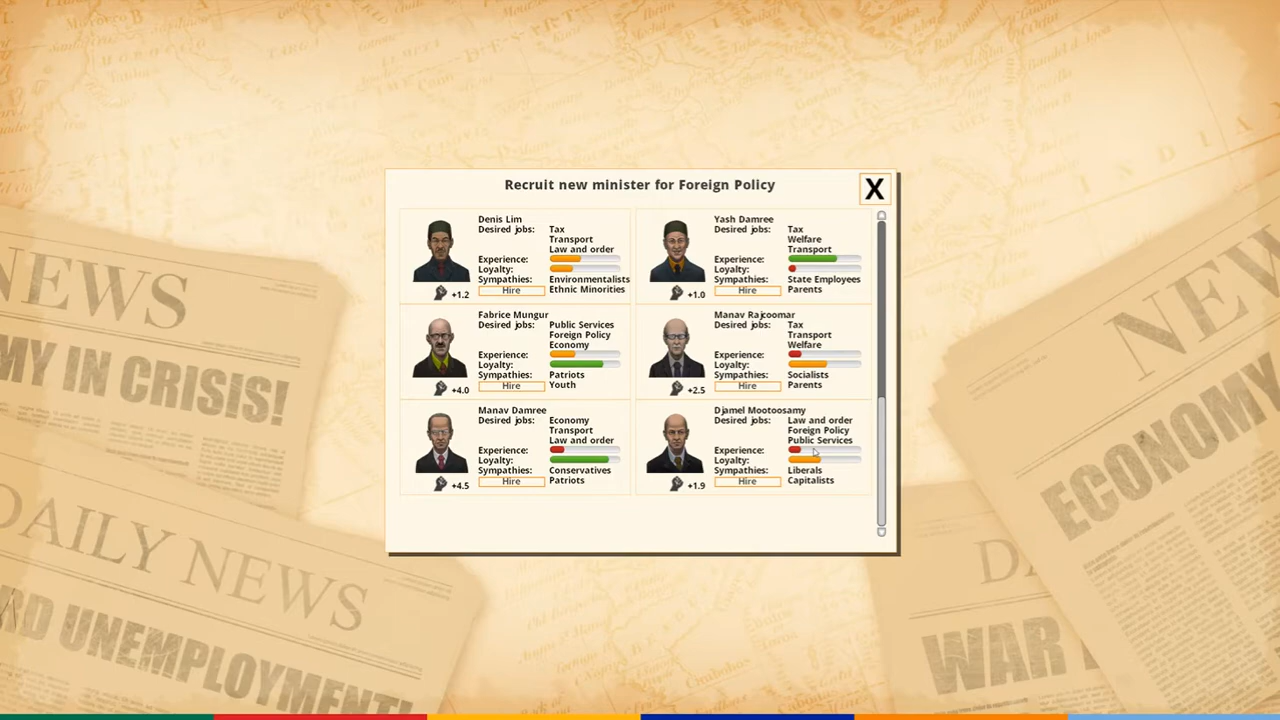 Recruit new minister for Foreign Policy
X
Denis Lim
Desired jobs: Tax
Transport
Law and order
Experience:
Loyalty:
Sympathies: Environmentalists
Ethnic Minorities
+1.2 Hire
Yash Damree
Desired jobs: Tax
Welfare
Transport
Experience:
Loyalty:
Sympathies: State Employees
Parents
+1.0 Hire
Fabrice Mungur
Desired jobs: Public Services
Foreign Policy
Economy
Experience:
Loyalty:
Sympathies: Patriots
Youth
+4.0 Hire
Manav Rajcoomar
Desired jobs: Tax
Transport
Welfare
Experience:
Loyalty:
Sympathies: Socialists
Parents
+2.5 Hire
Manav Damree
Desired jobs: Economy
Transport
Law and order
Experience:
Loyalty:
Sympathies: Conservatives
Patriots
+4.5 Hire
Djamel Mootoosamy
Desired jobs: Law and order
Foreign Policy
Public Services
Experience:
Loyalty:
Sympathies: Liberals
Capitalists
+1.9 Hire
NEWS
MY IN CRISIS!
DAILY NEWS
RD UNEMPLOYMENT!
NEW
ECONOMY
DA
WAR